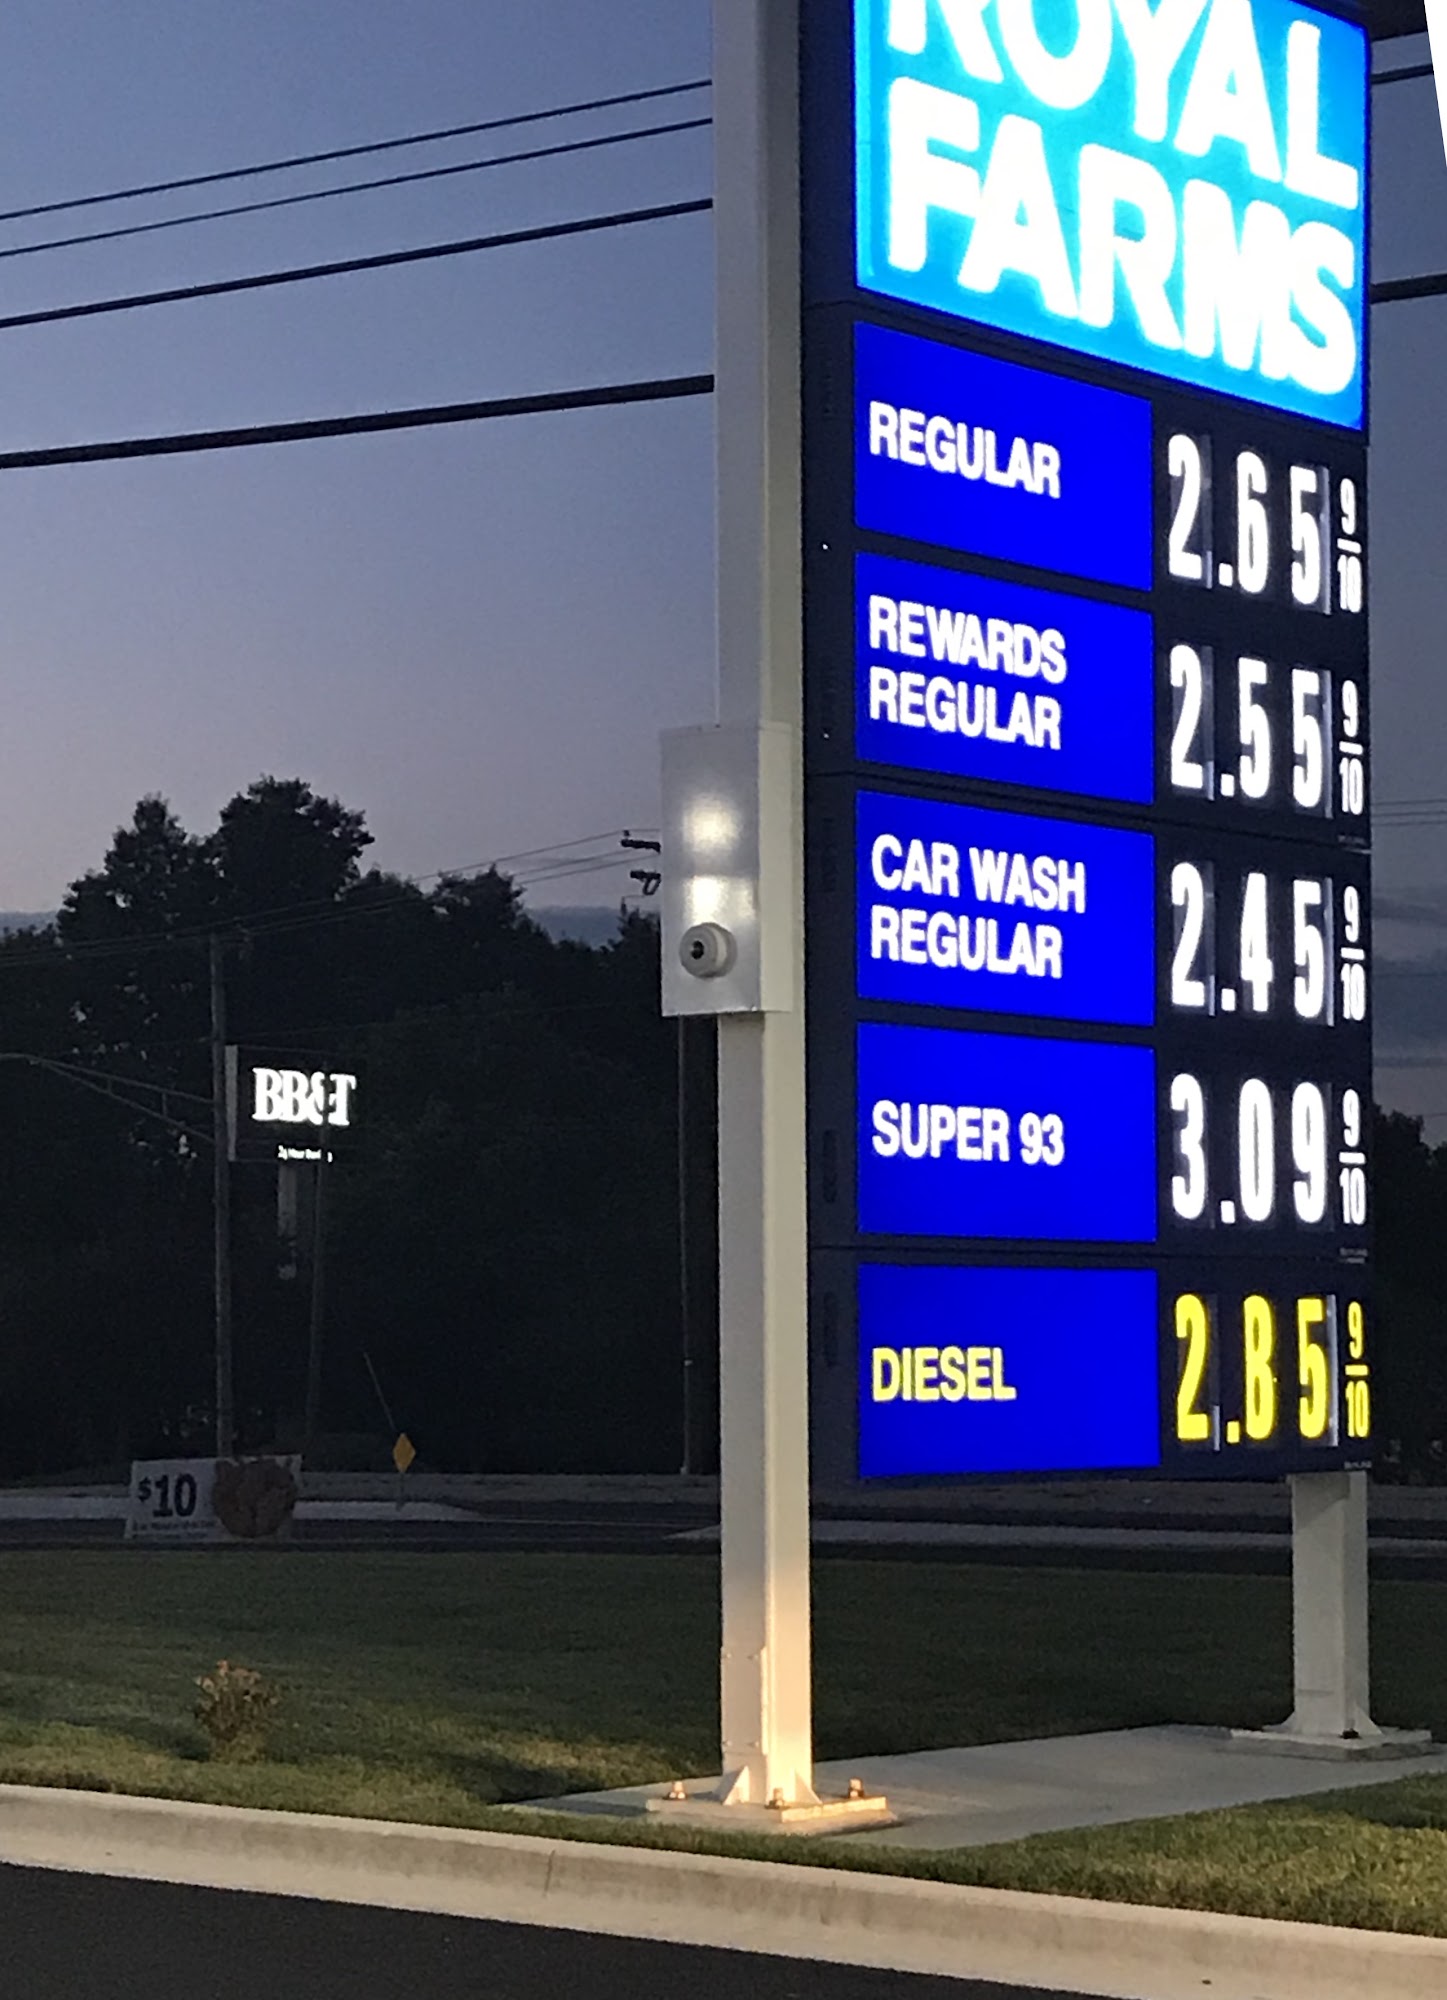 ROYAL
FARMS
REGULAR 2.65 9/10
REWARDS
REGULAR 2.55 9/10
CAR WASH
REGULAR 2.45 9/10
SUPER 93 3.09 9/10
DIESEL 2.85 9/10
BB&T
$10